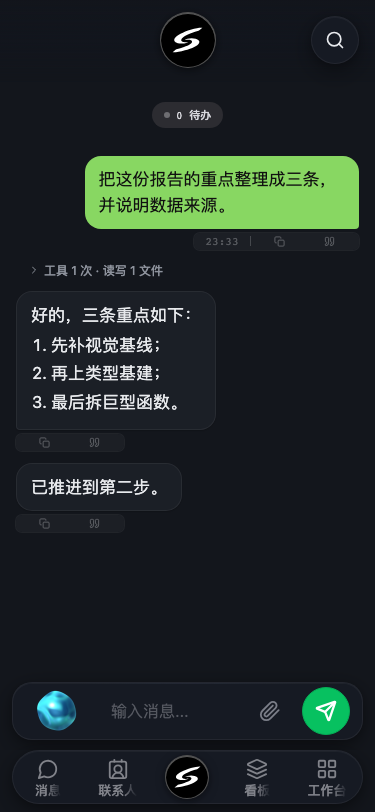 0 待办
把这份报告的重点整理成三条，
并说明数据来源。
23:33
工具 1 次 · 读写 1 文件
好的，三条重点如下：
1. 先补视觉基线；
2. 再上类型基建；
3. 最后拆巨型函数。
已推进到第二步。
输入消息...
消息
联系人
看板
工作台